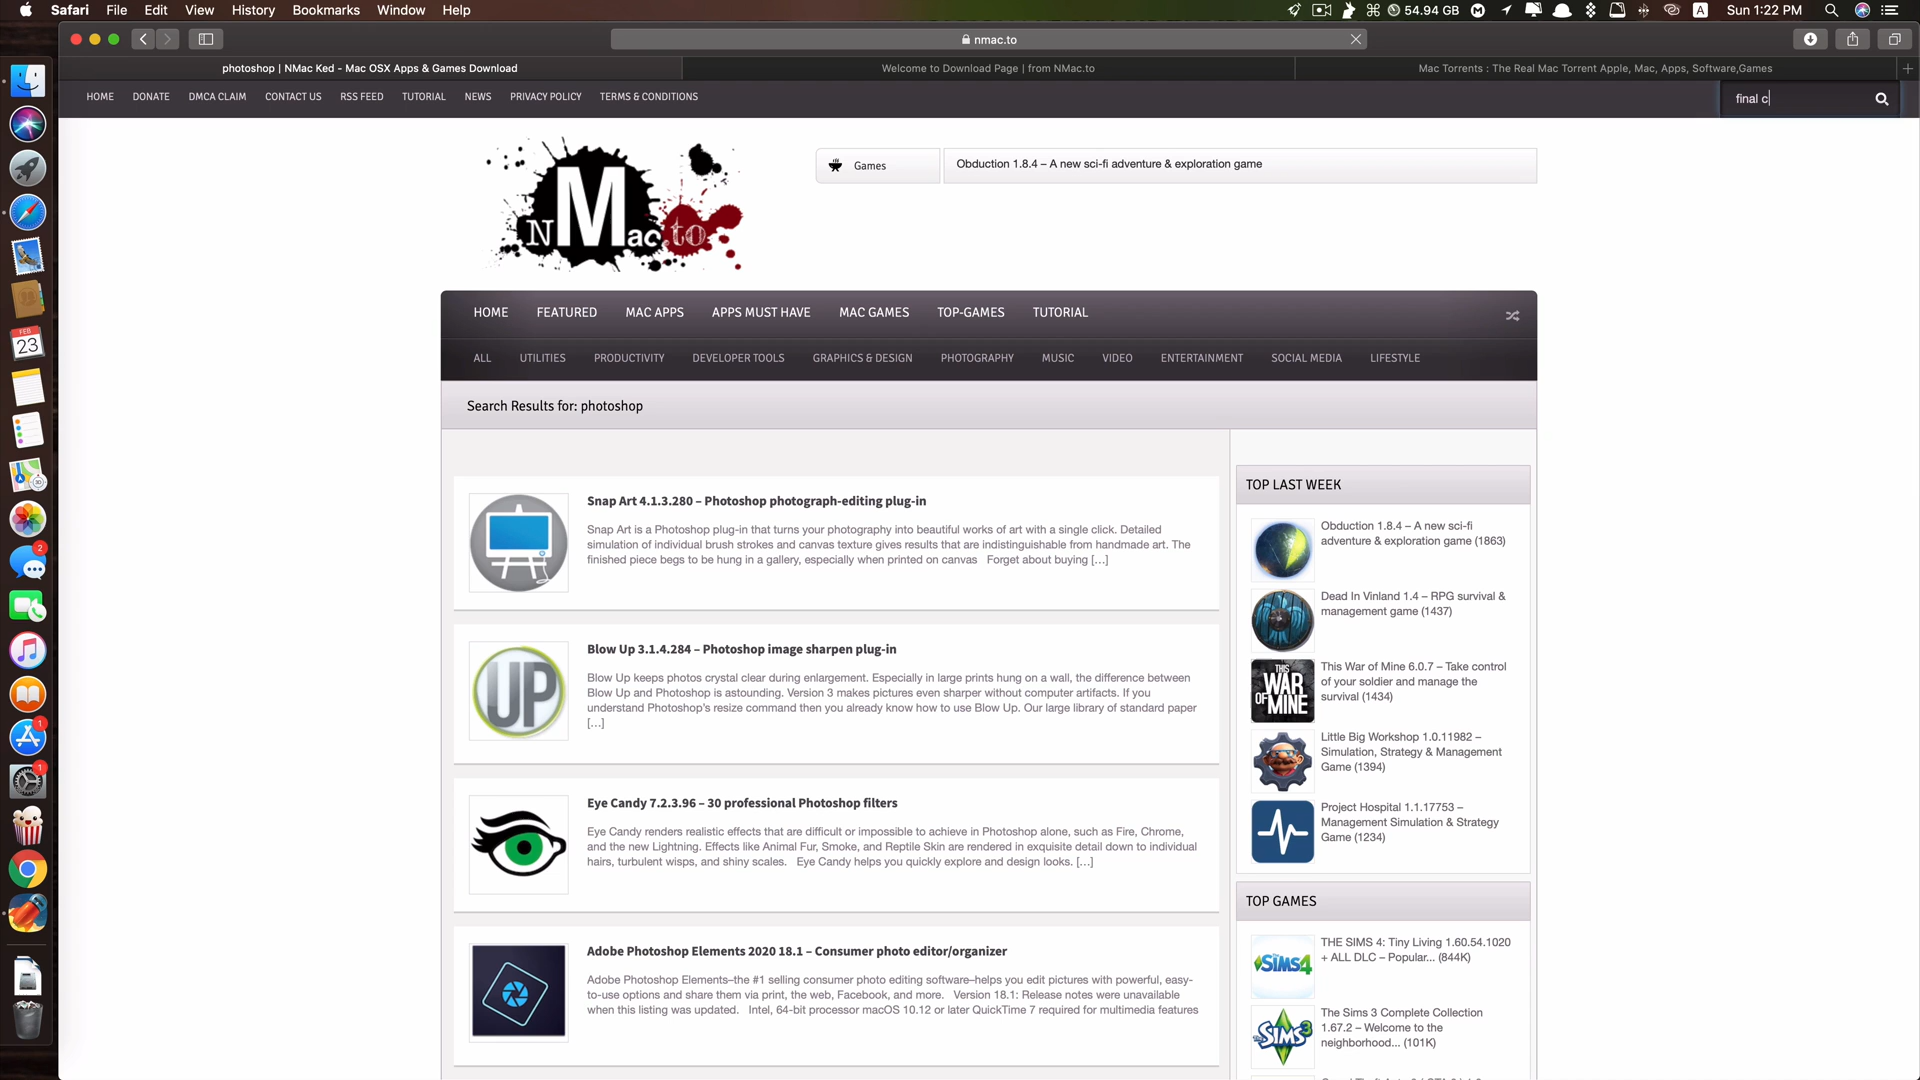 Safari File Edit View History Bookmarks Window Help 54.94 GB Sun 1:22 PM
nmac.to
photoshop | NMac Ked - Mac OSX Apps & Games Download
Welcome to Download Page | from NMac.to
Mac Torrents : The Real Mac Torrent Apple, Mac, Apps, Software,Games
HOME DONATE DMCA CLAIM CONTACT US RSS FEED TUTORIAL NEWS PRIVACY POLICY TERMS & CONDITIONS
final c
NMac.to
Games
Obduction 1.8.4 – A new sci-fi adventure & exploration game
HOME FEATURED MAC APPS APPS MUST HAVE MAC GAMES TOP-GAMES TUTORIAL
ALL UTILITIES PRODUCTIVITY DEVELOPER TOOLS GRAPHICS & DESIGN PHOTOGRAPHY MUSIC VIDEO ENTERTAINMENT SOCIAL MEDIA LIFESTYLE
Search Results for: photoshop
Snap Art 4.1.3.280 – Photoshop photograph-editing plug-in
Snap Art is a Photoshop plug-in that turns your photography into beautiful works of art with a single click. Detailed
simulation of individual brush strokes and canvas texture gives results that are indistinguishable from handmade art. The
finished piece begs to be hung in a gallery, especially when printed on canvas Forget about buying [...]
UP
Blow Up 3.1.4.284 – Photoshop image sharpen plug-in
Blow Up keeps photos crystal clear during enlargement. Especially in large prints hung on a wall, the difference between
Blow Up and Photoshop is astounding. Version 3 makes pictures even sharper without computer artifacts. If you
understand Photoshop's resize command then you already know how to use Blow Up. Our large library of standard paper
[...]
Eye Candy 7.2.3.96 – 30 professional Photoshop filters
Eye Candy renders realistic effects that are difficult or impossible to achieve in Photoshop alone, such as Fire, Chrome,
and the new Lightning. Effects like Animal Fur, Smoke, and Reptile Skin are rendered in exquisite detail down to individual
hairs, turbulent wisps, and shiny scales. Eye Candy helps you quickly explore and design looks. [...]
Adobe Photoshop Elements 2020 18.1 – Consumer photo editor/organizer
Adobe Photoshop Elements–the #1 selling consumer photo editing software–helps you edit pictures with powerful, easy-
to-use options and share them via print, the web, Facebook, and more. Version 18.1: Release notes were unavailable
when this listing was updated. Intel, 64-bit processor macOS 10.12 or later QuickTime 7 required for multimedia features
TOP LAST WEEK
Obduction 1.8.4 – A new sci-fi
adventure & exploration game (1863)
Dead In Vinland 1.4 – RPG survival &
management game (1437)
THIS
WAR
OF MINE
This War of Mine 6.0.7 – Take control
of your soldier and manage the
survival (1434)
Little Big Workshop 1.0.11982 –
Simulation, Strategy & Management
Game (1394)
Project Hospital 1.1.17753 –
Management Simulation & Strategy
Game (1234)
TOP GAMES
SiMS4
THE SIMS 4: Tiny Living 1.60.54.1020
+ ALL DLC – Popular... (844K)
SiMS3
The Sims 3 Complete Collection
1.67.2 – Welcome to the
neighborhood... (101K)
FEB
23
2
1
1